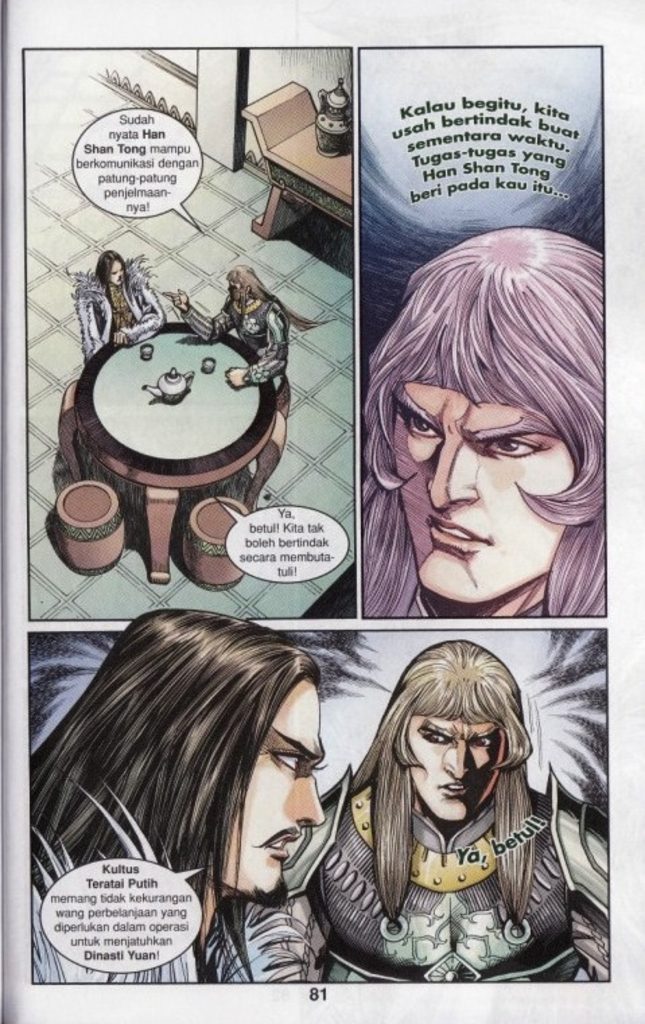 Sudah
nyata Han
Shan Tong mampu
berkomunikasi dengan
patung-patung
penjelmaan-
nya!
Ya,
betul! Kita tak
boleh bertindak
secara membuta-
tuli!
Kalau begitu, kita
usah bertindak buat
sementara waktu.
Tugas-tugas yang
Han Shan Tong
beri pada kau itu...
Kultus
Teratai Putih
memang tidak kekurangan
wang perbelanjaan yang
diperlukan dalam operasi
untuk menjatuhkan
Dinasti Yuan!
Ya, betul!
81